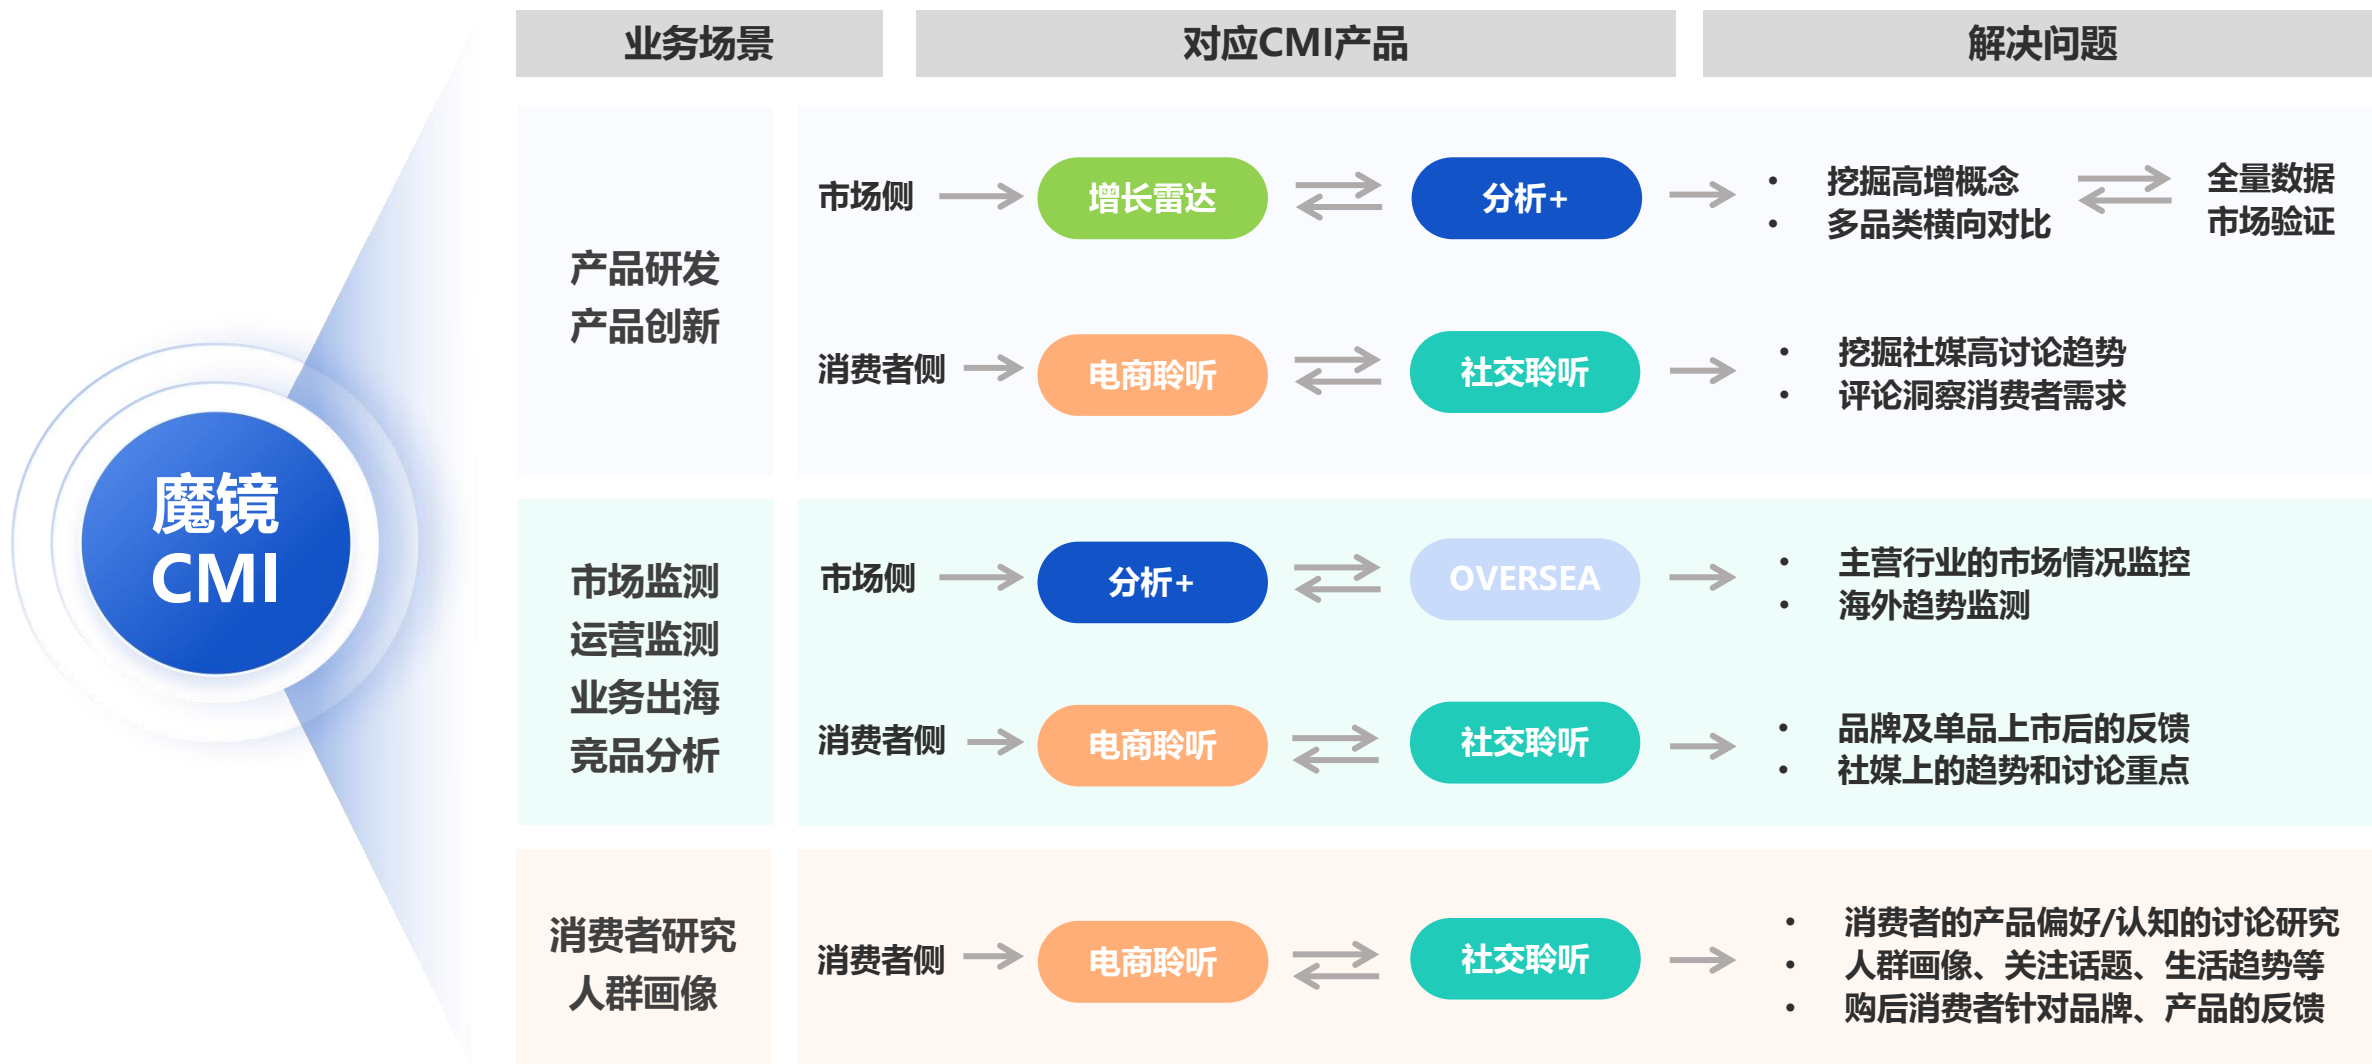 业务场景
对应CMI产品
解决问题
魔镜
CMI
产品研发
产品创新
市场侧
增长雷达
分析+
• 挖掘高增概念
• 多品类横向对比
全量数据
市场验证
消费者侧
电商聆听
社交聆听
• 挖掘社媒高讨论趋势
• 评论洞察消费者需求
市场监测
运营监测
业务出海
竞品分析
市场侧
分析+
OVERSEA
• 主营行业的市场情况监控
• 海外趋势监测
消费者侧
电商聆听
社交聆听
• 品牌及单品上市后的反馈
• 社媒上的趋势和讨论重点
消费者研究
人群画像
消费者侧
电商聆听
社交聆听
• 消费者的产品偏好/认知的讨论研究
• 人群画像、关注话题、生活趋势等
• 购后消费者针对品牌、产品的反馈